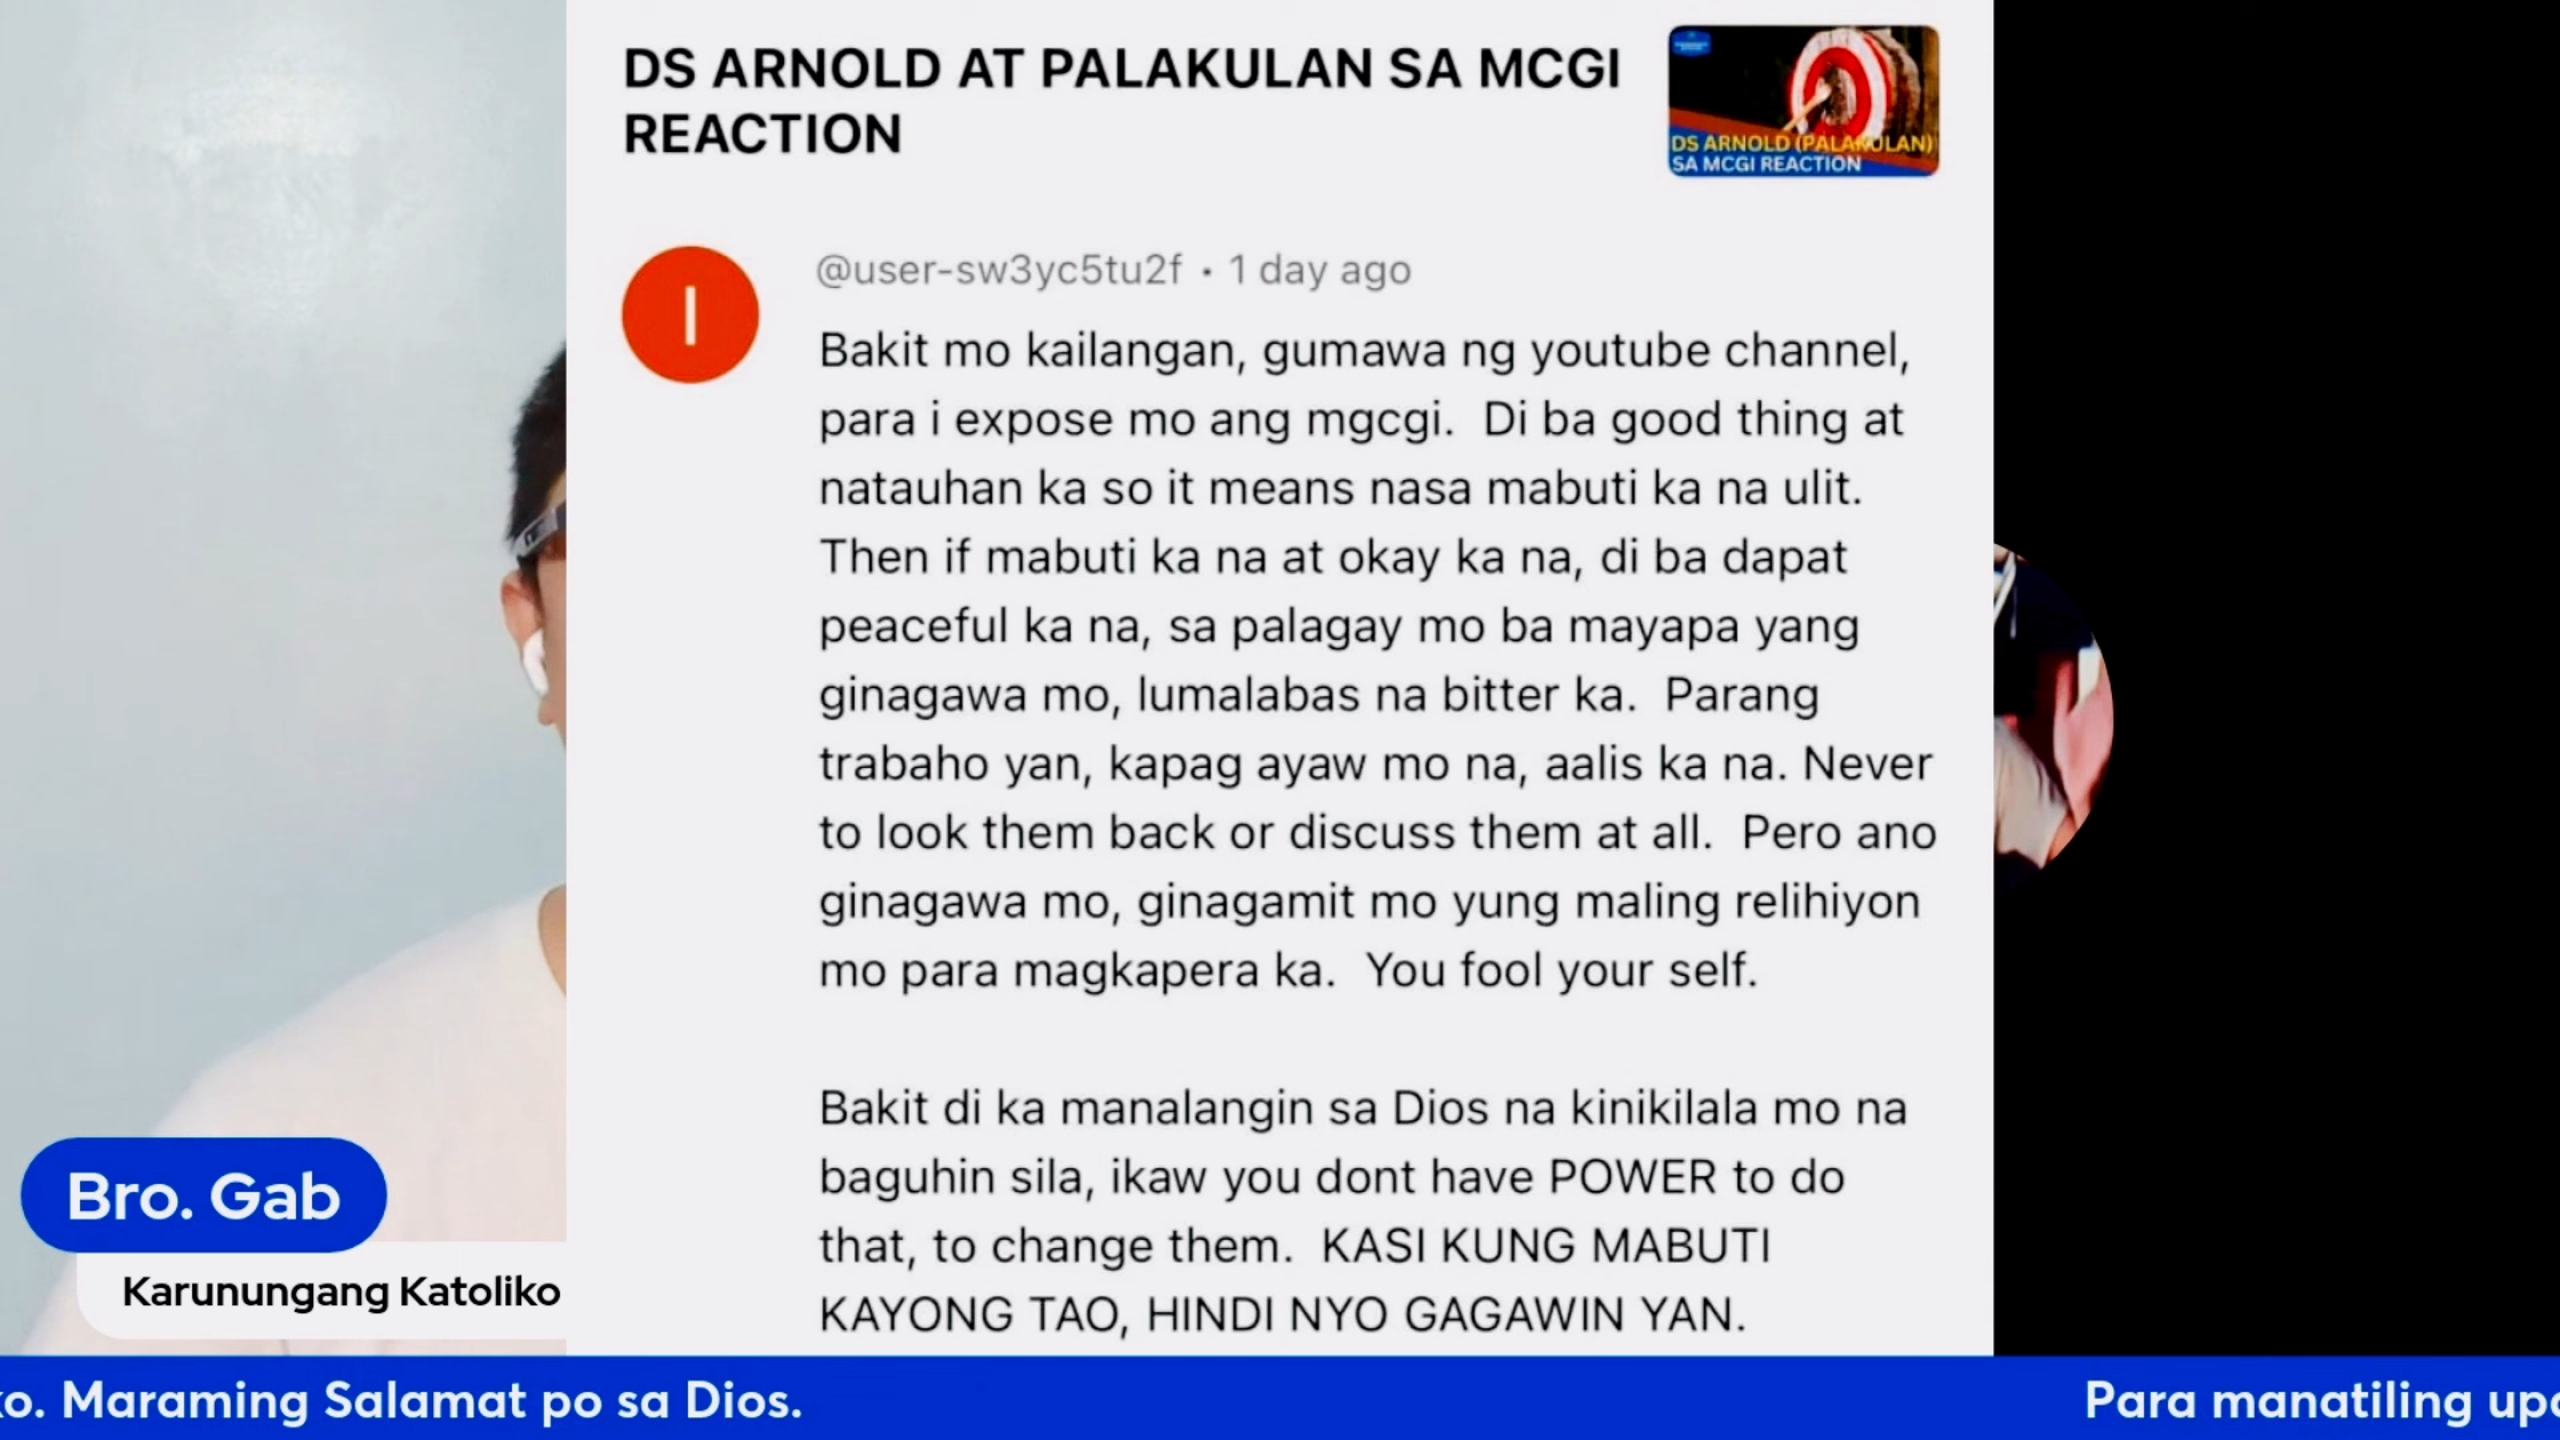 DS ARNOLD AT PALAKULAN SA MCGI
REACTION
DS ARNOLD (PALAKULAN)
SA MCGI REACTION
I
@user-sw3yc5tu2f • 1 day ago
Bakit mo kailangan, gumawa ng youtube channel,
para i expose mo ang mgcgi.  Di ba good thing at
natauhan ka so it means nasa mabuti ka na ulit.
Then if mabuti ka na at okay ka na, di ba dapat
peaceful ka na, sa palagay mo ba mayapa yang
ginagawa mo, lumalabas na bitter ka.  Parang
trabaho yan, kapag ayaw mo na, aalis ka na. Never
to look them back or discuss them at all.  Pero ano
ginagawa mo, ginagamit mo yung maling relihiyon
mo para magkapera ka.  You fool your self.
Bakit di ka manalangin sa Dios na kinikilala mo na
baguhin sila, ikaw you dont have POWER to do
that, to change them.  KASI KUNG MABUTI
KAYONG TAO, HINDI NYO GAGAWIN YAN.
Bro. Gab
Karunungang Katoliko
ko. Maraming Salamat po sa Dios.
Para manatiling upd